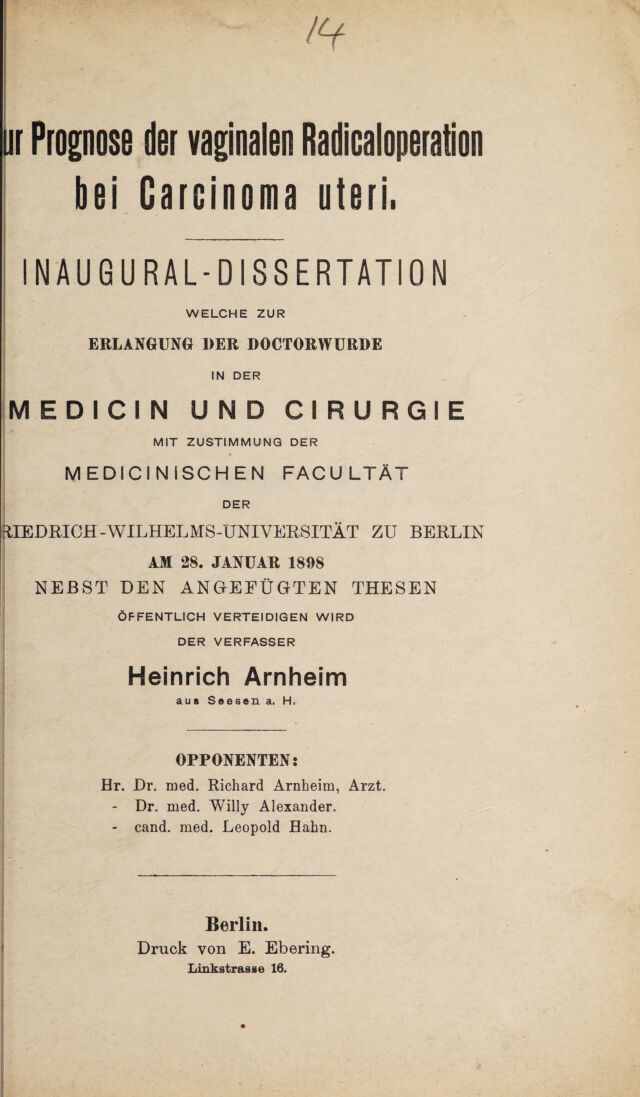 14
ur Prognose der vaginalen Radicaloperation
bei Carcinoma uteri.
INAUGURAL-DISSERTATION
WELCHE ZUR
ERLANGUNG DER DOCTORWURDE
IN DER
MEDICIN UND CIRURGIE
MIT ZUSTIMMUNG DER
MEDICINISCHEN FACULTÄT
DER
RIEDRICH-WILHELMS-UNIVERSITÄT ZU BERLIN
AM 28. JANUAR 1898
NEBST DEN ANGEFÜGTEN THESEN
ÖFFENTLICH VERTEIDIGEN WIRD
DER VERFASSER
Heinrich Arnheim
aus Seesen a. H.
OPPONENTEN:
Hr. Dr. med. Richard Arnheim, Arzt.
- Dr. med. Willy Alexander.
- cand. med. Leopold Hahn.
Berlin.
Druck von E. Ebering.
Linkstrasse 16.